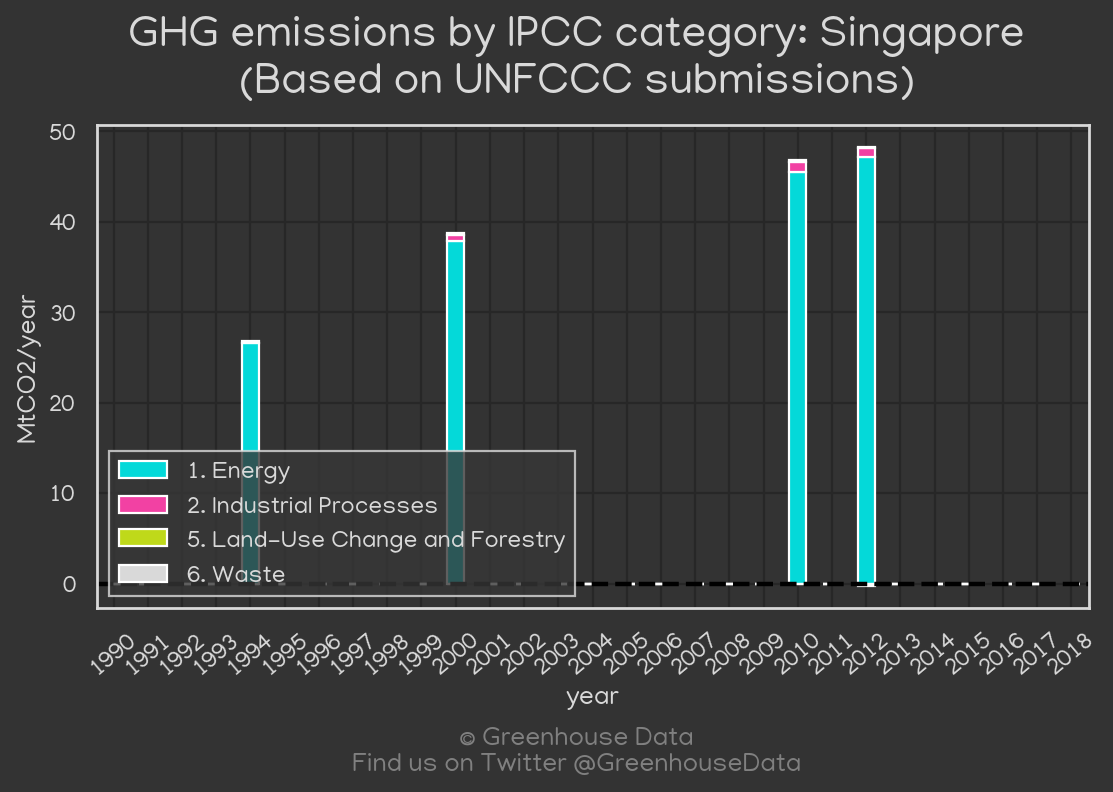 GHG emissions by IPCC category: Singapore
(Based on UNFCCC submissions)
MtCO2/year
50
40
30
20
10
0
1. Energy
2. Industrial Processes
5. Land-Use Change and Forestry
6. Waste
1990 1991 1992 1993 1994 1995 1996 1997 1998 1999 2000 2001 2002 2003 2004 2005 2006 2007 2008 2009 2010 2011 2012 2013 2014 2015 2016 2017 2018
year
© Greenhouse Data
Find us on Twitter @GreenhouseData